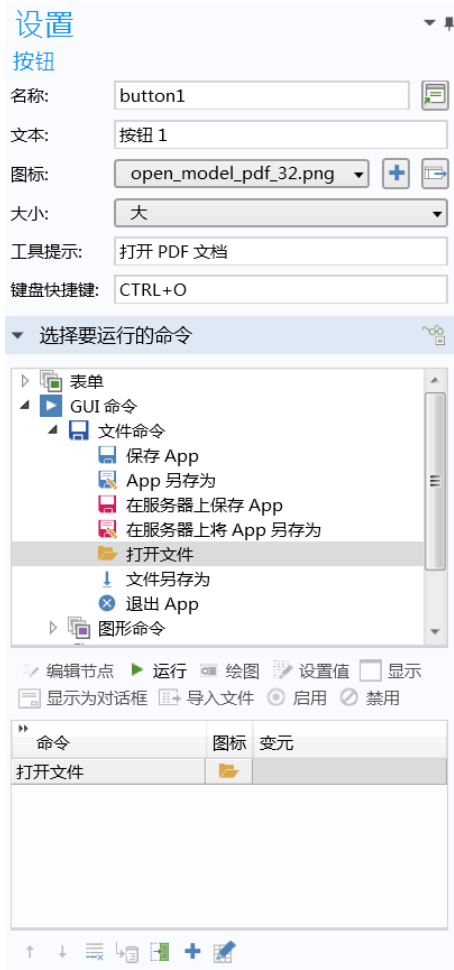 设置
按钮
名称: button1
文本: 按钮 1
图标: open_model_pdf_32.png
大小: 大
工具提示: 打开 PDF 文档
键盘快捷键: CTRL+O
选择要运行的命令
表单
GUI 命令
文件命令
保存 App
App 另存为
在服务器上保存 App
在服务器上将 App 另存为
打开文件
文件另存为
退出 App
图形命令
编辑节点 运行 绘图 设置值 显示
显示为对话框 导入文件 启用 禁用
命令 图标 变元
打开文件